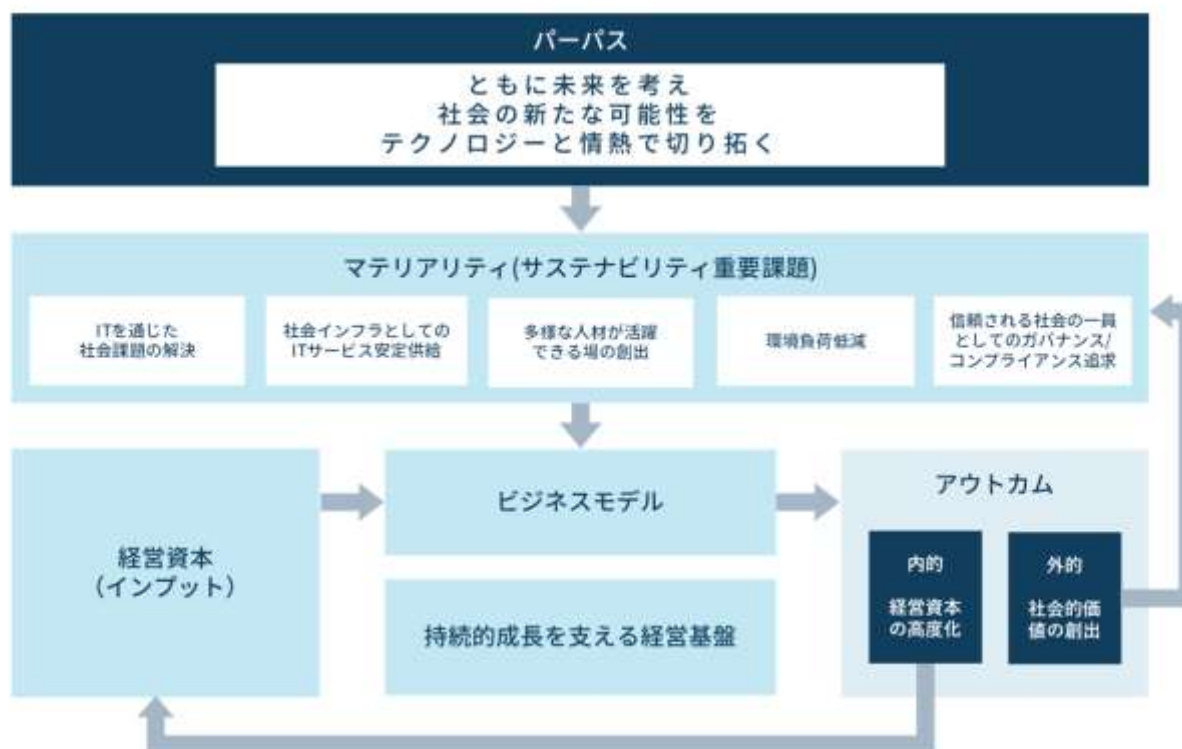 パーパス
ともに未来を考え
社会の新たな可能性を
テクノロジーと情熱で切り拓く
マテリアリティ(サステナビリティ重要課題)
ITを通じた
社会課題の解決
社会インフラとしての
ITサービス安定供給
多様な人材が活躍
できる場の創出
環境負荷低減
信頼される社会の一員
としてのガバナンス/
コンプライアンス追求
経営資本
（インプット）
ビジネスモデル
持続的成長を支える経営基盤
アウトカム
内的
経営資本
の高度化
外的
社会的価
値の創出